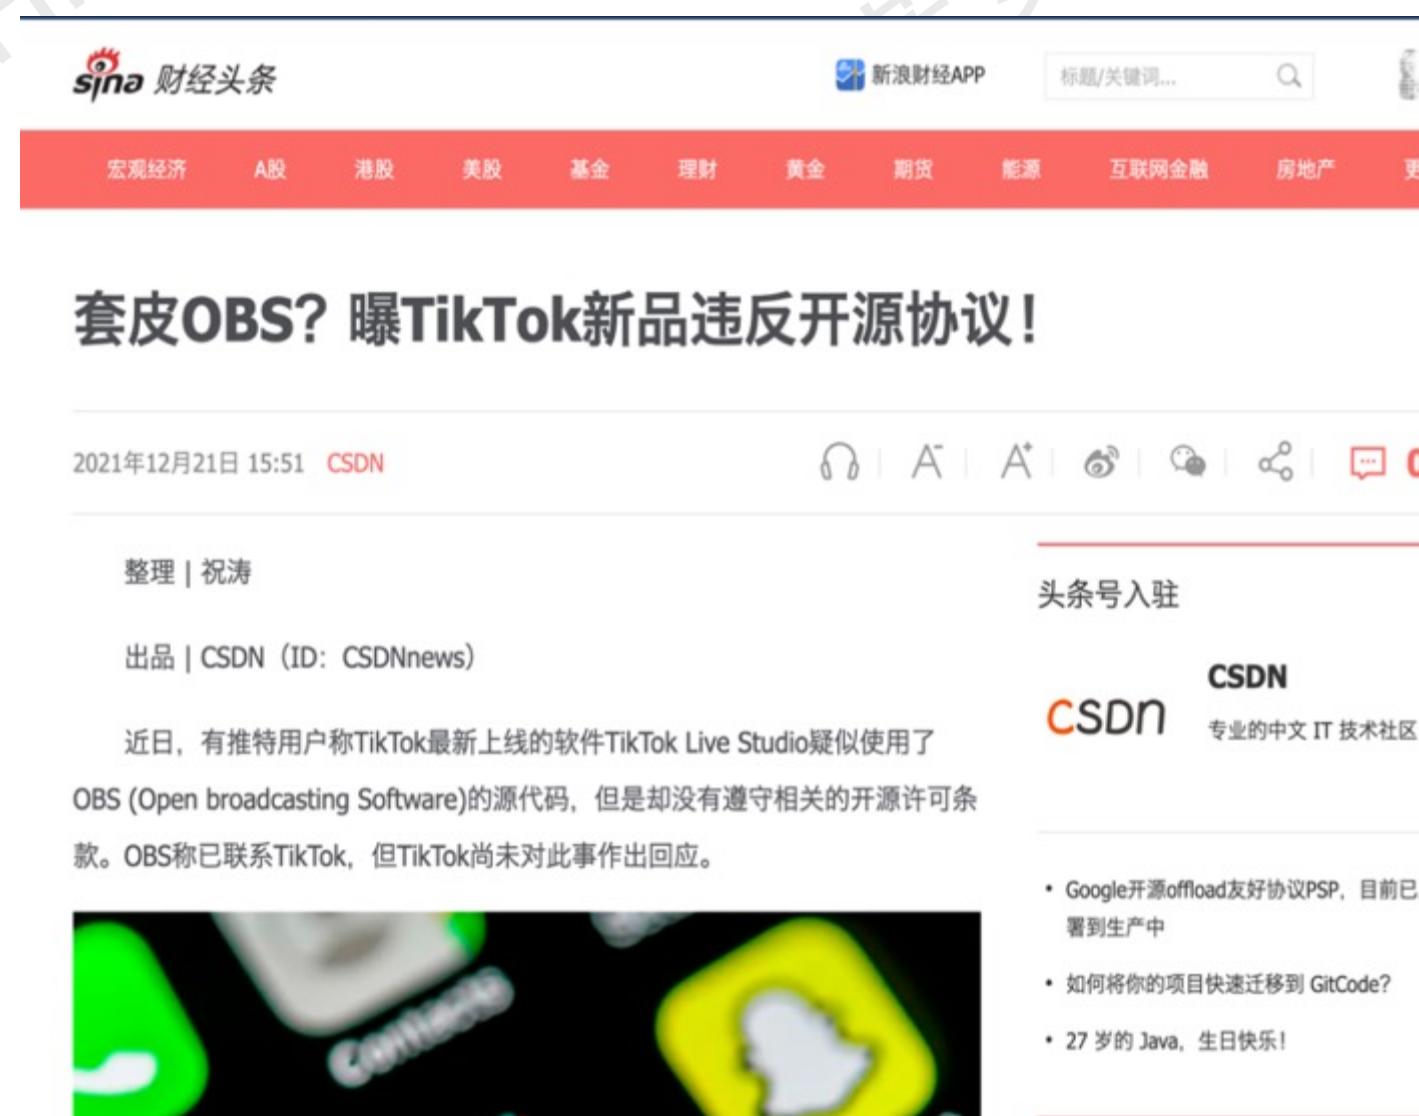 sina 财经头条
新浪财经APP
标题/关键词...
宏观经济 A股 港股 美股 基金 理财 黄金 期货 能源 互联网金融 房地产
套皮OBS？曝TikTok新品违反开源协议！
2021年12月21日 15:51 CSDN
A- A+
整理 | 祝涛
出品 | CSDN（ID：CSDNnews）
近日，有推特用户称TikTok最新上线的软件TikTok Live Studio疑似使用了
OBS (Open broadcasting Software)的源代码，但是却没有遵守相关的开源许可条
款。OBS称已联系TikTok，但TikTok尚未对此事作出回应。
Contacts
头条号入驻
CSDN
CSDN
专业的中文 IT 技术社区
• Google开源offload友好协议PSP，目前已
署到生产中
• 如何将你的项目快速迁移到 GitCode？
• 27 岁的 Java，生日快乐！